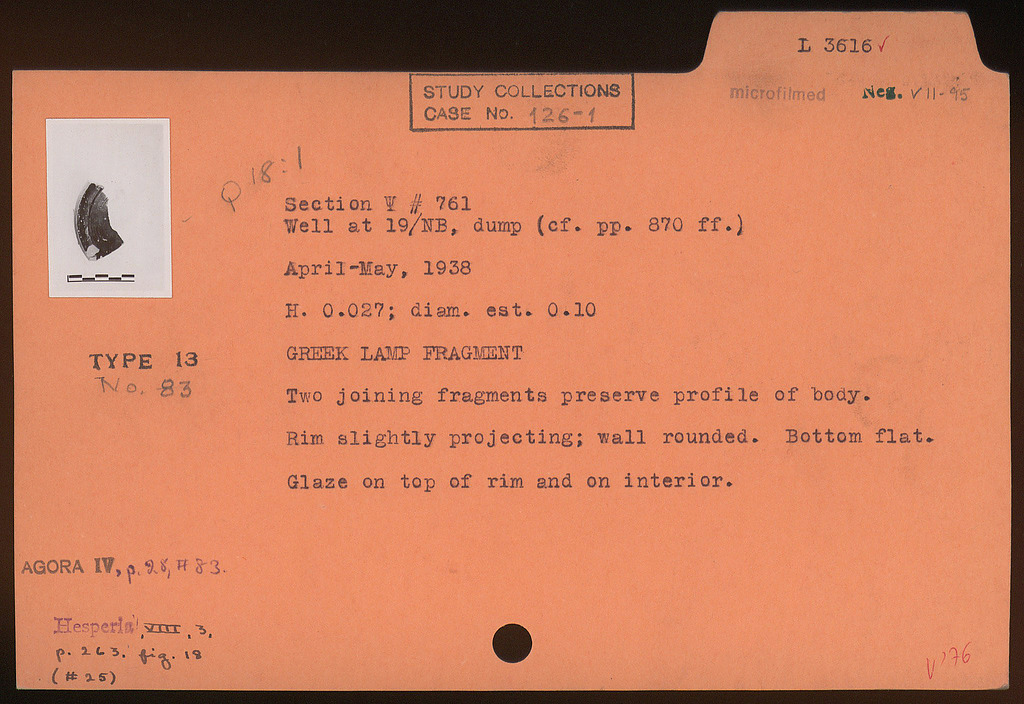 L 3616 ✓
microfilmed Neg. VII-95
STUDY COLLECTIONS
CASE No. 126-1
Q 18:1
Section Ψ # 761
Well at 19/NB, dump (cf. pp. 870 ff.)
April-May, 1938
H. 0.027; diam. est. 0.10
TYPE 13
No. 83
GREEK LAMP FRAGMENT
Two joining fragments preserve profile of body.
Rim slightly projecting; wall rounded. Bottom flat.
Glaze on top of rim and on interior.
AGORA IV, p. 28, # 83.
Hesperia, VIII, 3,
p. 263. fig. 18
(# 25)
V '76